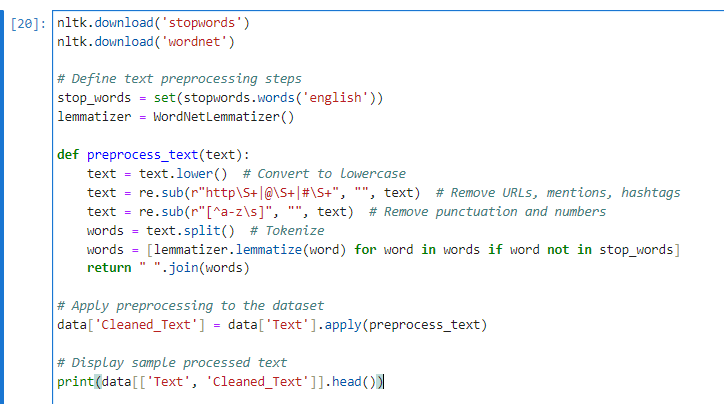 [20]: nltk.download('stopwords')
nltk.download('wordnet')

# Define text preprocessing steps
stop_words = set(stopwords.words('english'))
lemmatizer = WordNetLemmatizer()

def preprocess_text(text):
    text = text.lower()  # Convert to lowercase
    text = re.sub(r"http\S+|@\S+|#\S+", "", text)  # Remove URLs, mentions, hashtags
    text = re.sub(r"[^a-z\s]", "", text)  # Remove punctuation and numbers
    words = text.split()  # Tokenize
    words = [lemmatizer.lemmatize(word) for word in words if word not in stop_words]
    return " ".join(words)

# Apply preprocessing to the dataset
data['Cleaned_Text'] = data['Text'].apply(preprocess_text)

# Display sample processed text
print(data[['Text', 'Cleaned_Text']].head())